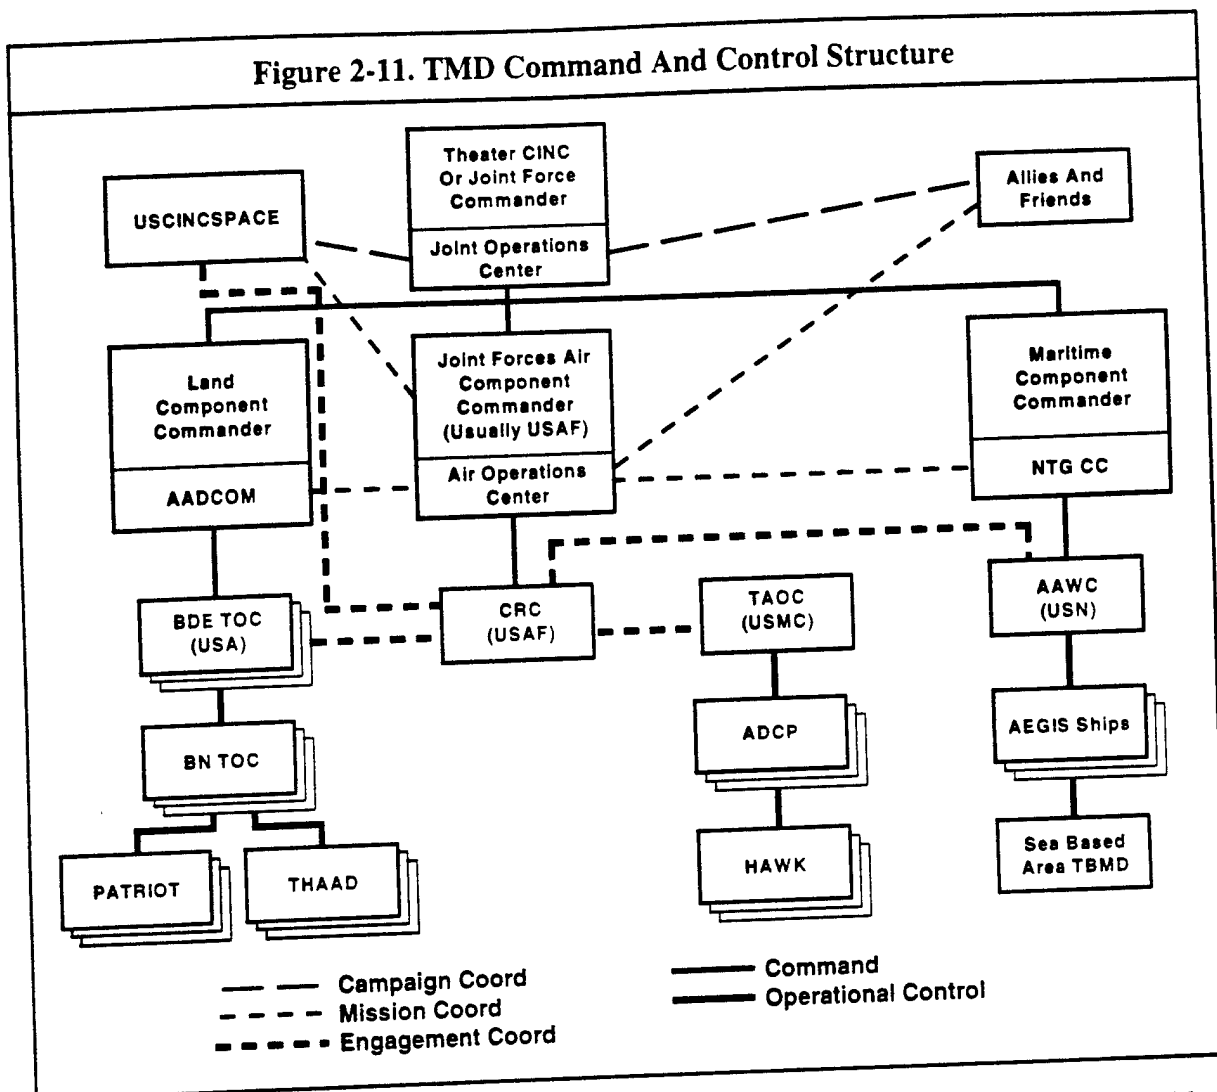 Figure 2-11. TMD Command And Control Structure
Theater CINC
Or Joint Force
Commander
Joint Operations
Center
USCINCSPACE
Allies And
Friends
Land
Component
Commander
AADCOM
Joint Forces Air
Component
Commander
(Usually USAF)
Air Operations
Center
Maritime
Component
Commander
NTG CC
BDE TOC
(USA)
CRC
(USAF)
TAOC
(USMC)
AAWC
(USN)
BN TOC
ADCP
AEGIS Ships
PATRIOT
THAAD
HAWK
Sea Based
Area TBMD
Campaign Coord
Mission Coord
Engagement Coord
Command
Operational Control